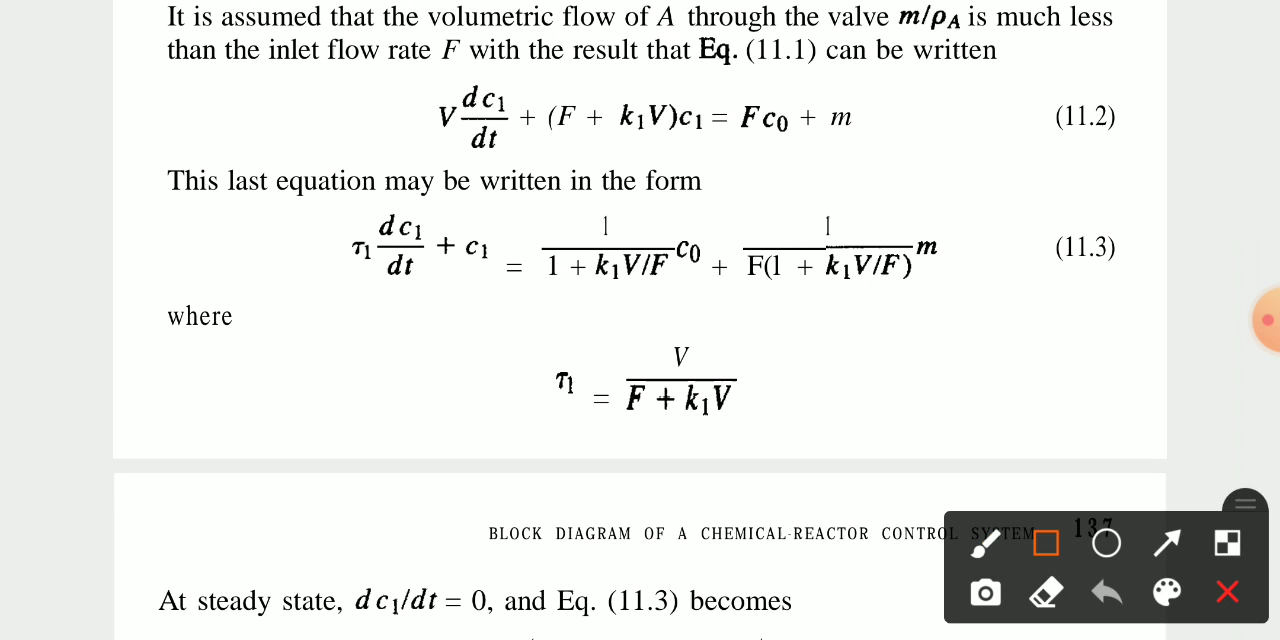 It is assumed that the volumetric flow of A through the valve m/ρ_A is much less
than the inlet flow rate F with the result that Eq. (11.1) can be written
V dc₁/dt + (F + k₁V)c₁ = Fc₀ + m (11.2)
This last equation may be written in the form
τ₁ dc₁/dt + c₁ = 1/(1 + k₁V/F) c₀ + 1/(F(1 + k₁V/F)) m (11.3)
where
τ₁ = V/(F + k₁V)
BLOCK DIAGRAM OF A CHEMICAL-REACTOR CONTROL SYSTEM 137
At steady state, dc₁/dt = 0, and Eq. (11.3) becomes